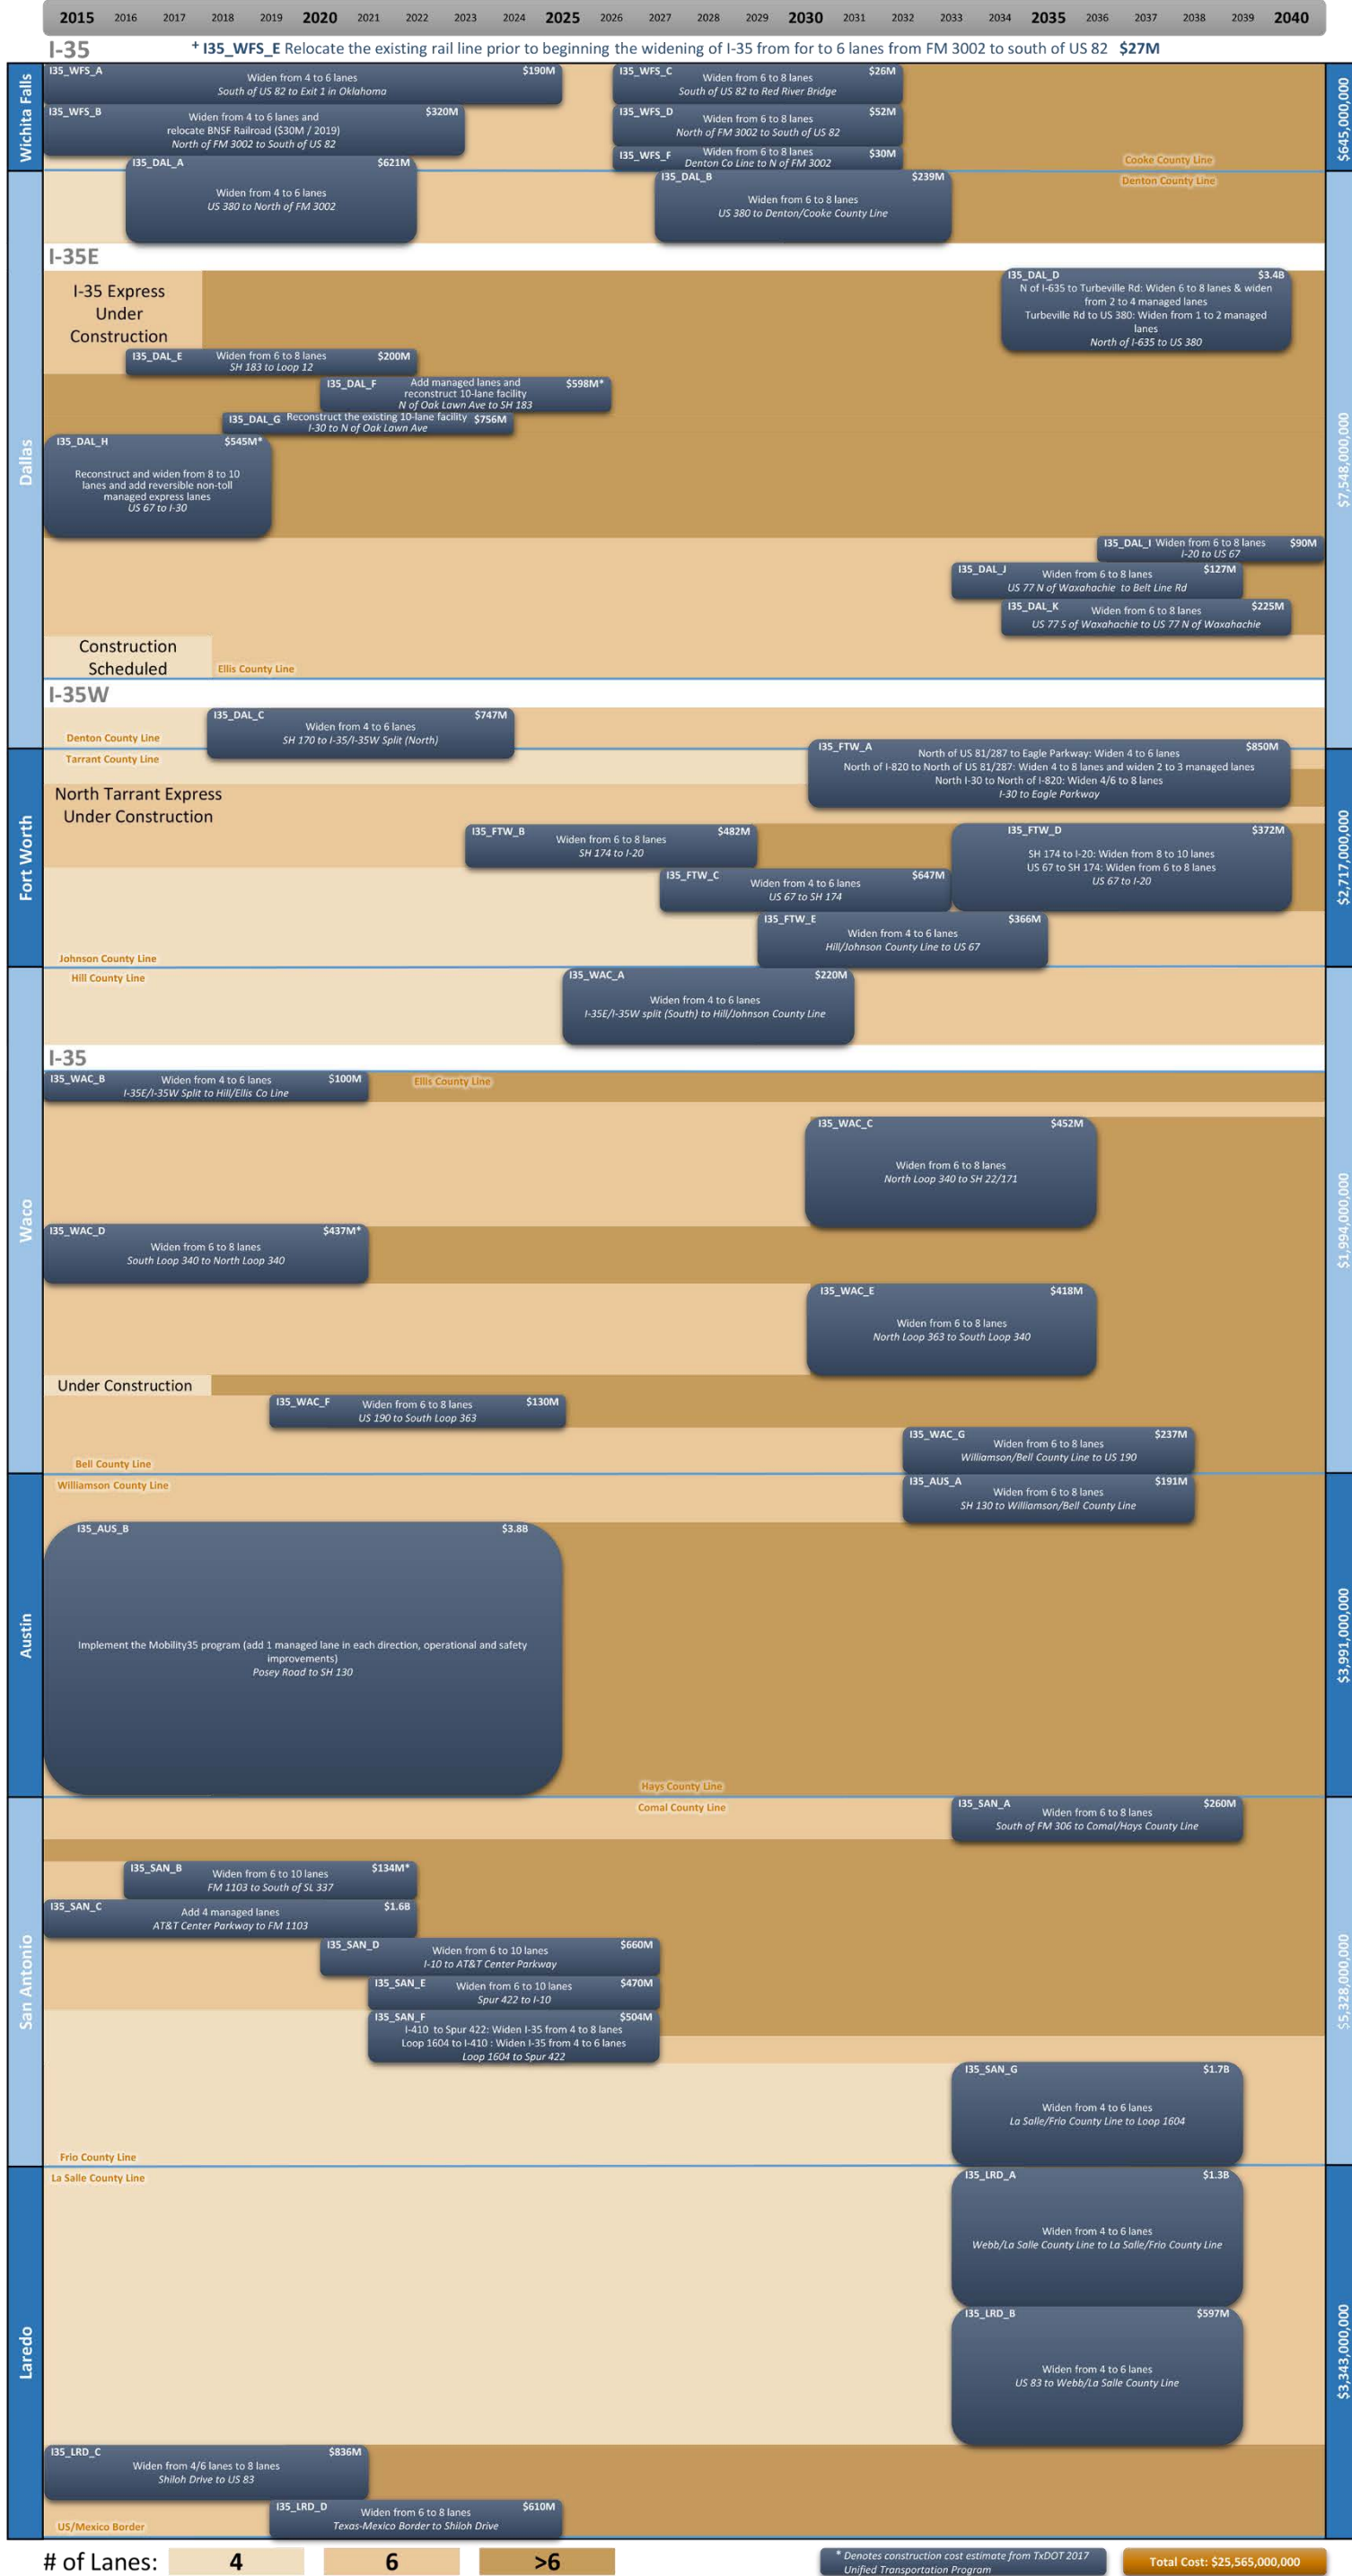 2015 2016 2017 2018 2019 2020 2021 2022 2023 2024 2025 2026 2027 2028 2029 2030 2031 2032 2033 2034 2035 2036 2037 2038 2039 2040
I-35
+ I35_WFS_E Relocate the existing rail line prior to beginning the widening of I-35 from for to 6 lanes from FM 3002 to south of US 82 $27M
Wichita Falls
$645,000,000
I35_WFS_A $190M
Widen from 4 to 6 lanes
South of US 82 to Exit 1 in Oklahoma
I35_WFS_C $26M
Widen from 6 to 8 lanes
South of US 82 to Red River Bridge
I35_WFS_B $320M
Widen from 4 to 6 lanes and
relocate BNSF Railroad ($30M / 2019)
North of FM 3002 to South of US 82
I35_WFS_D $52M
Widen from 6 to 8 lanes
North of FM 3002 to South of US 82
I35_WFS_F $30M
Widen from 6 to 8 lanes
Denton Co Line to N of FM 3002
Cooke County Line
Denton County Line
I35_DAL_A $621M
Widen from 4 to 6 lanes
US 380 to North of FM 3002
I35_DAL_B $239M
Widen from 6 to 8 lanes
US 380 to Denton/Cooke County Line
Dallas
$7,548,000,000
I-35E
I-35 Express
Under
Construction
I35_DAL_D $3.4B
N of I-635 to Turbeville Rd: Widen 6 to 8 lanes & widen
from 2 to 4 managed lanes
Turbeville Rd to US 380: Widen from 1 to 2 managed
lanes
North of I-635 to US 380
I35_DAL_E $200M
Widen from 6 to 8 lanes
SH 183 to Loop 12
I35_DAL_F $598M*
Add managed lanes and
reconstruct 10-lane facility
N of Oak Lawn Ave to SH 183
I35_DAL_G $756M
Reconstruct the existing 10-lane facility
I-30 to N of Oak Lawn Ave
I35_DAL_H $545M*
Reconstruct and widen from 8 to 10
lanes and add reversible non-toll
managed express lanes
US 67 to I-30
I35_DAL_I Widen from 6 to 8 lanes $90M
I-20 to US 67
I35_DAL_J $127M
Widen from 6 to 8 lanes
US 77 N of Waxahachie to Belt Line Rd
I35_DAL_K $225M
Widen from 6 to 8 lanes
US 77 S of Waxahachie to US 77 N of Waxahachie
Construction
Scheduled
Ellis County Line
I-35W
I35_DAL_C $747M
Widen from 4 to 6 lanes
SH 170 to I-35/I-35W Split (North)
Denton County Line
Tarrant County Line
Fort Worth
$2,717,000,000
I35_FTW_A $850M
North of US 81/287 to Eagle Parkway: Widen 4 to 6 lanes
North of I-820 to North of US 81/287: Widen 4 to 8 lanes and widen 2 to 3 managed lanes
North I-30 to North of I-820: Widen 4/6 to 8 lanes
I-30 to Eagle Parkway
North Tarrant Express
Under Construction
I35_FTW_B $482M
Widen from 6 to 8 lanes
SH 174 to I-20
I35_FTW_D $372M
SH 174 to I-20: Widen from 8 to 10 lanes
US 67 to SH 174: Widen from 6 to 8 lanes
US 67 to I-20
I35_FTW_C $647M
Widen from 4 to 6 lanes
US 67 to SH 174
I35_FTW_E $366M
Widen from 4 to 6 lanes
Hill/Johnson County Line to US 67
Johnson County Line
Hill County Line
Waco
$1,994,000,000
I35_WAC_A $220M
Widen from 4 to 6 lanes
I-35E/I-35W split (South) to Hill/Johnson County Line
I-35
I35_WAC_B $100M
Widen from 4 to 6 lanes
I-35E/I-35W Split to Hill/Ellis Co Line
Ellis County Line
I35_WAC_C $452M
Widen from 6 to 8 lanes
North Loop 340 to SH 22/171
I35_WAC_D $437M*
Widen from 6 to 8 lanes
South Loop 340 to North Loop 340
I35_WAC_E $418M
Widen from 6 to 8 lanes
North Loop 363 to South Loop 340
Under Construction
I35_WAC_F $130M
Widen from 6 to 8 lanes
US 190 to South Loop 363
I35_WAC_G $237M
Widen from 6 to 8 lanes
Williamson/Bell County Line to US 190
Bell County Line
Williamson County Line
Austin
$3,991,000,000
I35_AUS_A $191M
Widen from 6 to 8 lanes
SH 130 to Williamson/Bell County Line
I35_AUS_B $3.8B
Implement the Mobility35 program (add 1 managed lane in each direction, operational and safety
improvements)
Posey Road to SH 130
Hays County Line
Comal County Line
San Antonio
$5,328,000,000
I35_SAN_A $260M
Widen from 6 to 8 lanes
South of FM 306 to Comal/Hays County Line
I35_SAN_B $134M*
Widen from 6 to 10 lanes
FM 1103 to South of SL 337
I35_SAN_C $1.6B
Add 4 managed lanes
AT&T Center Parkway to FM 1103
I35_SAN_D $660M
Widen from 6 to 10 lanes
I-10 to AT&T Center Parkway
I35_SAN_E $470M
Widen from 6 to 10 lanes
Spur 422 to I-10
I35_SAN_F $504M
I-410 to Spur 422: Widen I-35 from 4 to 8 lanes
Loop 1604 to I-410 : Widen I-35 from 4 to 6 lanes
Loop 1604 to Spur 422
I35_SAN_G $1.7B
Widen from 4 to 6 lanes
La Salle/Frio County Line to Loop 1604
Frio County Line
La Salle County Line
Laredo
$3,343,000,000
I35_LRD_A $1.3B
Widen from 4 to 6 lanes
Webb/La Salle County Line to La Salle/Frio County Line
I35_LRD_B $597M
Widen from 4 to 6 lanes
US 83 to Webb/La Salle County Line
I35_LRD_C $836M
Widen from 4/6 lanes to 8 lanes
Shiloh Drive to US 83
I35_LRD_D $610M
Widen from 6 to 8 lanes
Texas-Mexico Border to Shiloh Drive
US/Mexico Border
# of Lanes: 4 6 >6
* Denotes construction cost estimate from TxDOT 2017
Unified Transportation Program
Total Cost: $25,565,000,000